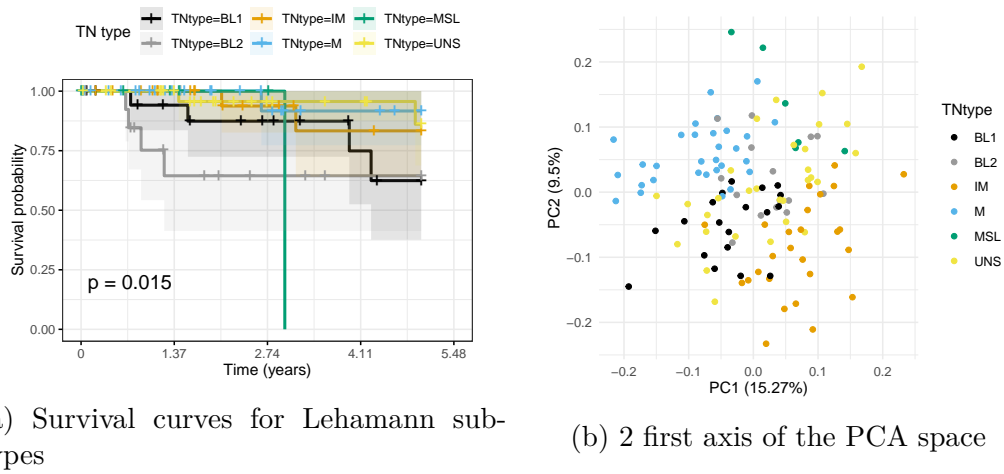 TN type
TNtype=BL1 TNtype=IM TNtype=MSL
TNtype=BL2 TNtype=M TNtype=UNS
Survival probability
1.00
0.75
0.50
0.25
0.00
p = 0.015
0 1.37 2.74 4.11 5.48
Time (years)
) Survival curves for Lehamann sub-
ypes
PC2 (9.5%)
0.2
0.1
0.0
−0.1
−0.2
−0.2 −0.1 0.0 0.1 0.2
PC1 (15.27%)
TNtype
BL1
BL2
IM
M
MSL
UNS
(b) 2 first axis of the PCA space